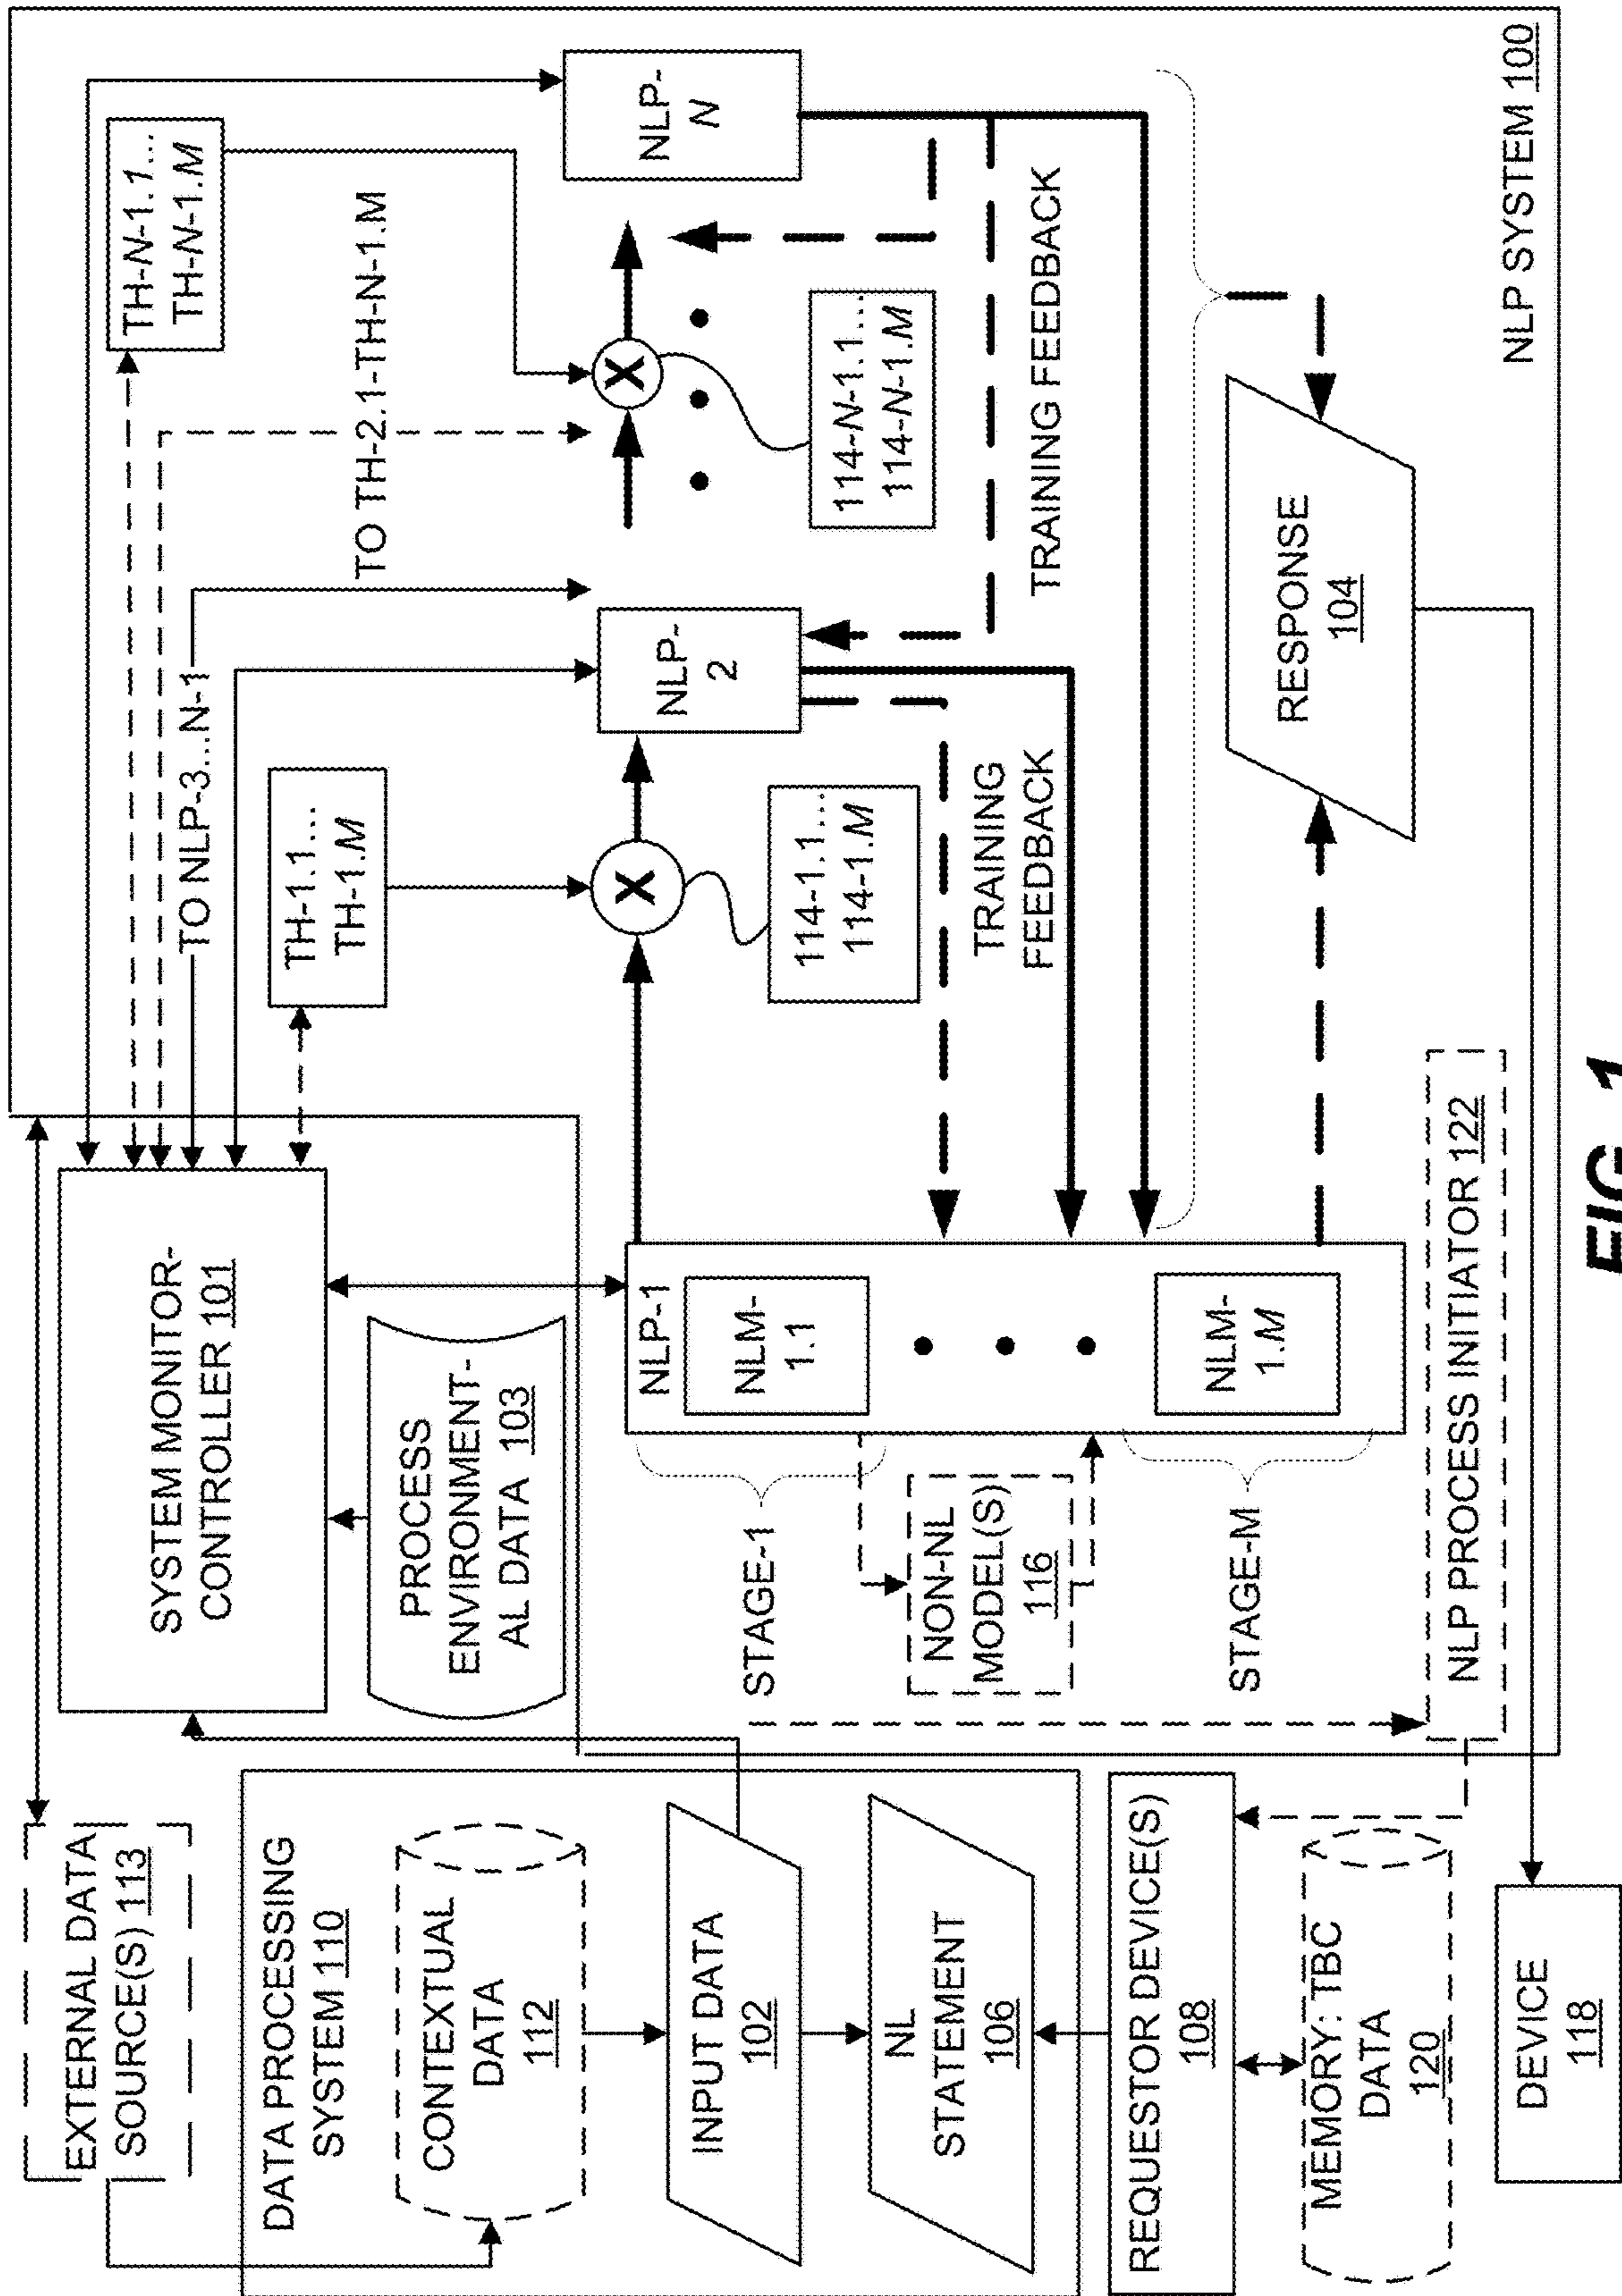 EXTERNAL DATA
SOURCE(S) 113
DATA PROCESSING
SYSTEM 110
CONTEXTUAL
DATA
112
INPUT DATA
102
NL
STATEMENT
106
REQUESTOR DEVICE(S)
108
MEMORY: TBC
DATA
120
DEVICE
118
SYSTEM MONITOR-
CONTROLLER 101
PROCESS
ENVIRONMENT-
AL DATA 103
NLP-1
NLM-
1.1
NLM-
1.M
STAGE-1
NON-NL
MODEL(S)
116
STAGE-M
NLP PROCESS INITIATOR 122
TO NLP-3...N-1
TH-1.1...
TH-1.M
X
114-1.1...
114-1.M
TRAINING
FEEDBACK
NLP-
2
TO TH-2.1-TH-N-1.M
TH-N-1.1...
TH-N-1.M
X
114-N-1.1...
114-N-1.M
TRAINING FEEDBACK
NLP-
N
RESPONSE
104
NLP SYSTEM 100
FIG. 1